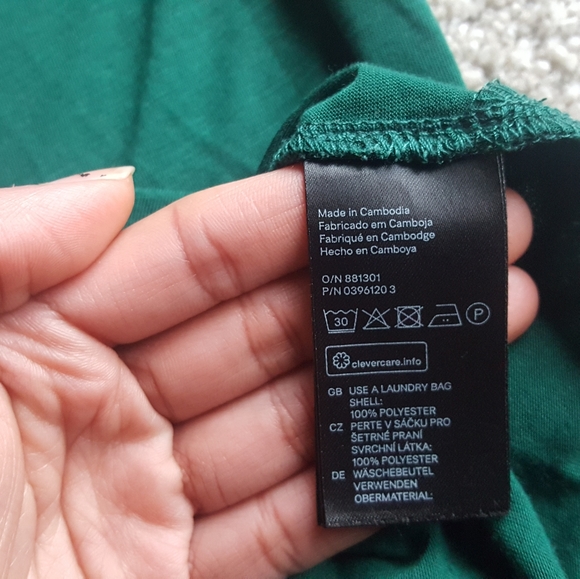 Made in Cambodia
Fabricado em Camboja
Fabriqué en Cambodge
Hecho en Camboya
O/N 881301
P/N 0396120 3
30 P
clevercare.info
GB USE A LAUNDRY BAG
SHELL:
100% POLYESTER
CZ PERTE V SÁČKU PRO
ŠETRNÉ PRANÍ
SVRCHNÍ LÁTKA:
100% POLYESTER
DE WÄSCHEBEUTEL
VERWENDEN
OBERMATERIAL: